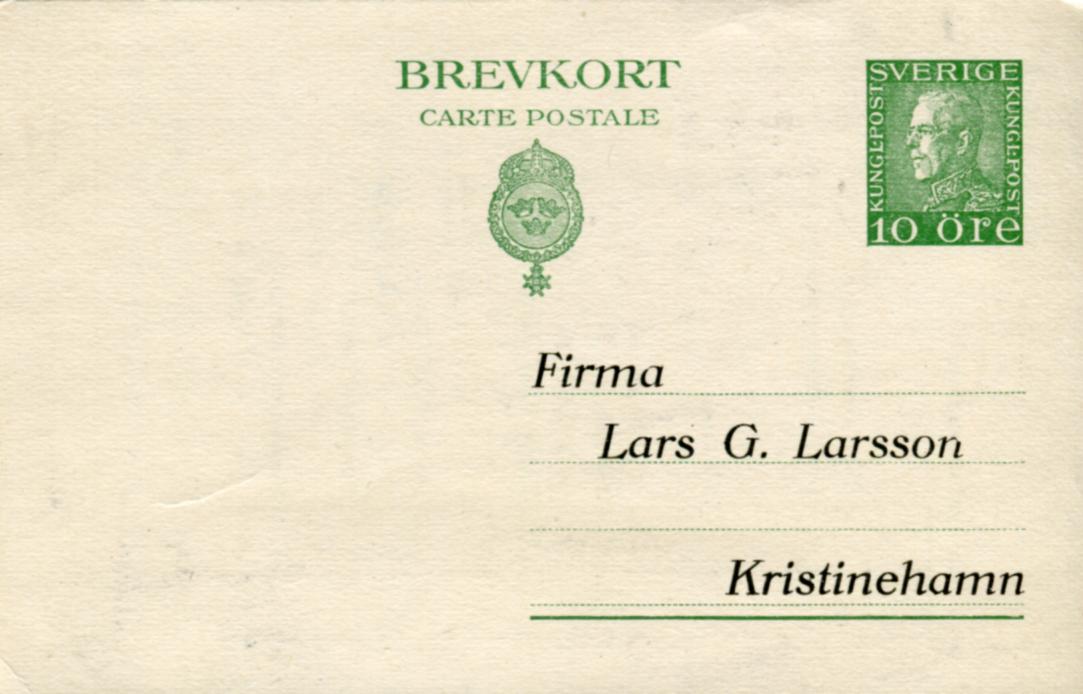 BREVKORT
CARTE POSTALE
SVERIGE
KUNGL·POST
KUNGL·POST
10 öre
Firma
Lars G. Larsson
Kristinehamn